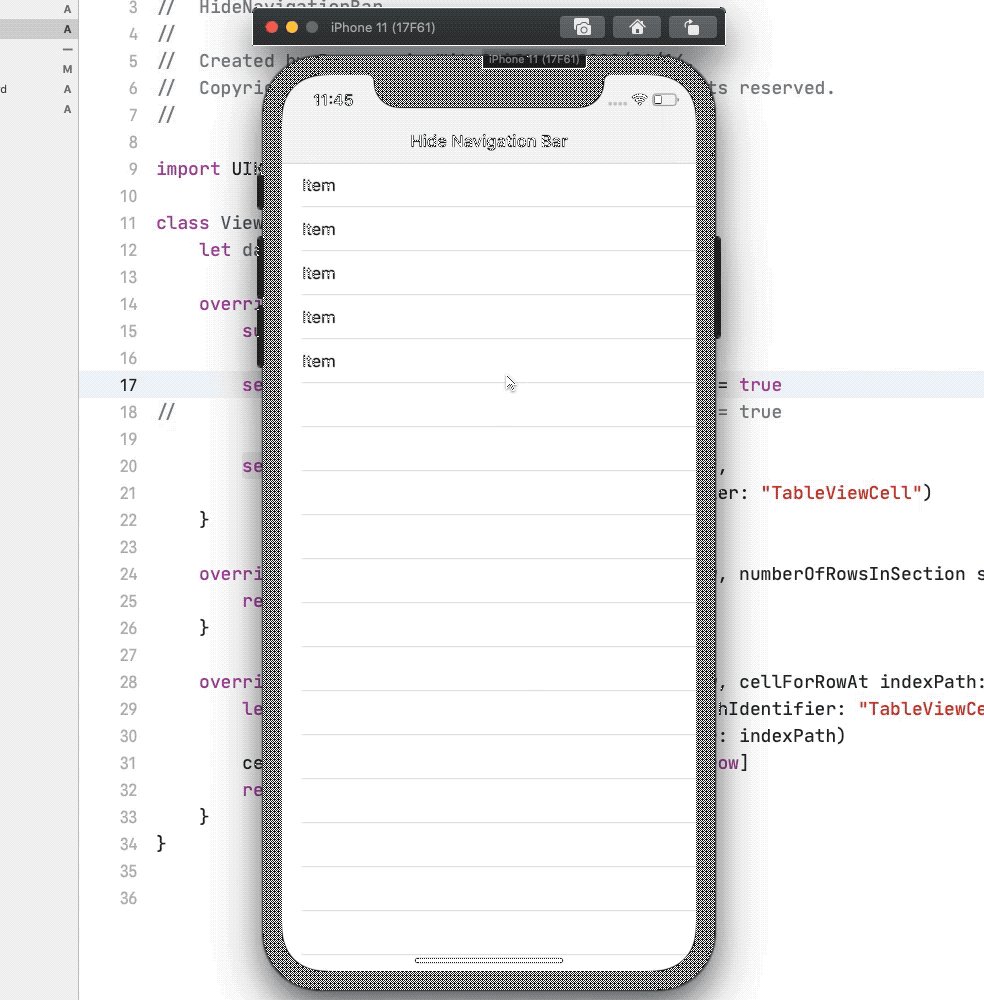 A
A
M
d A
A
3 // HideNavigationBar
iPhone 11 (17F61)
4 //
5 // Created
iPhone 11 (17F61)
6 // Copyri ts reserved.
7 //
11:45
8
Hide Navigation Bar
9 import UIK
10
Item
11 class View
Item
12 let da
13
Item
14 overri
Item
15 su
16
Item
17 se = true
18 // = true
19
20 se ,
21 er: "TableViewCell")
22 }
23
24 overri , numberOfRowsInSection s
25 re
26 }
27
28 overri , cellForRowAt indexPath:
29 le hIdentifier: "TableViewCe
30 : indexPath)
31 ce ow]
32 re
33 }
34 }
35
36